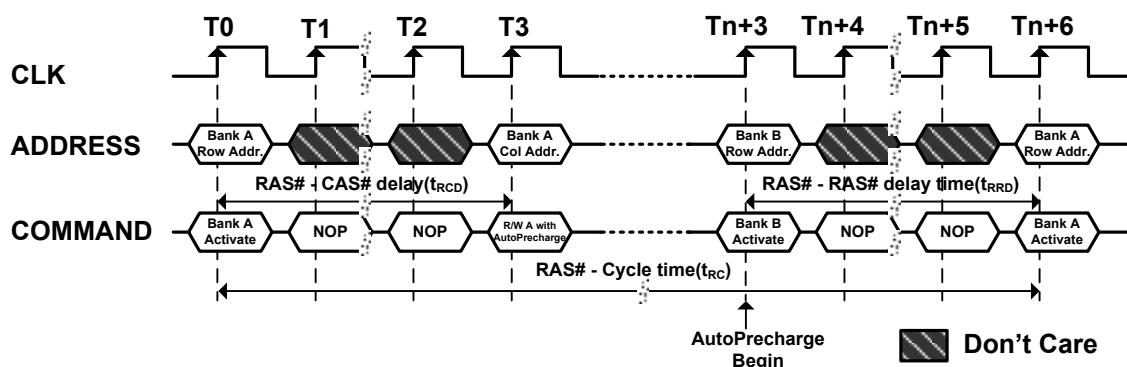 T0 T1 T2 T3 Tn+3 Tn+4 Tn+5 Tn+6
CLK
ADDRESS
Bank A
Row Addr.
Bank A
Col Addr.
Bank B
Row Addr.
Bank A
Row Addr.
RAS# - CAS# delay(tRCD)
RAS# - RAS# delay time(tRRD)
COMMAND
Bank A
Activate
NOP
NOP
R/W A with
AutoPrecharge
Bank B
Activate
NOP
NOP
Bank A
Activate
RAS# - Cycle time(tRC)
AutoPrecharge
Begin
Don't Care